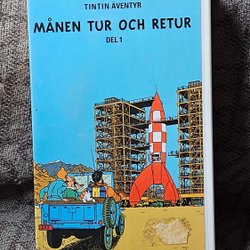 TINTIN ÄVENTYR
MÅNEN TUR OCH RETUR
DEL 1